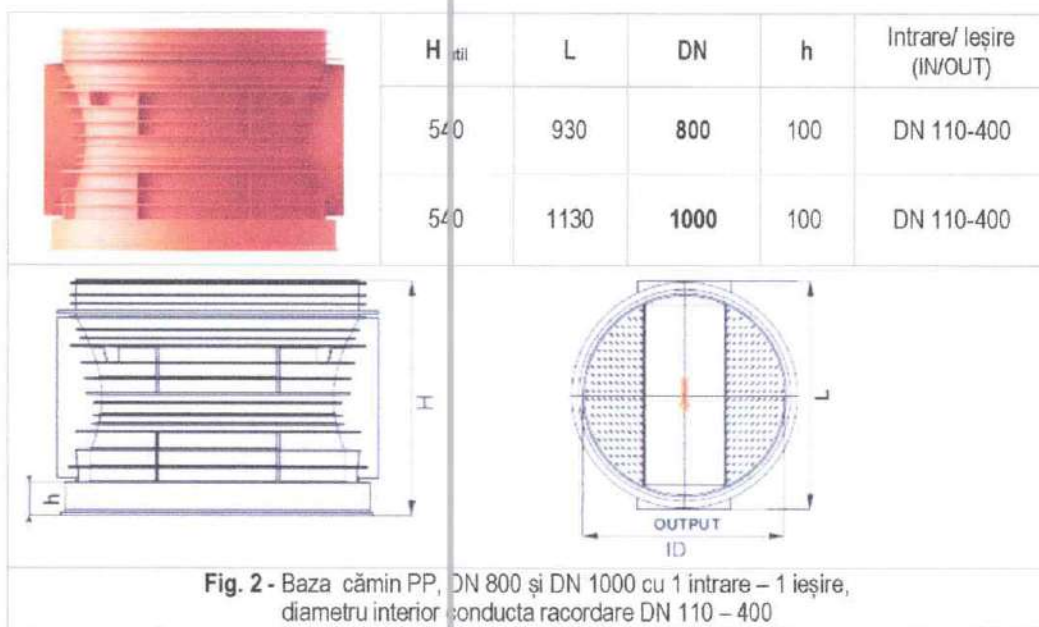 H util L DN h Intrare/ Ieșire
(IN/OUT)
540 930 800 100 DN 110-400
540 1130 1000 100 DN 110-400
H
h
L
OUTPUT
ID
Fig. 2 - Baza cămin PP, DN 800 și DN 1000 cu 1 intrare – 1 ieșire,
diametru interior conducta racordare DN 110 – 400